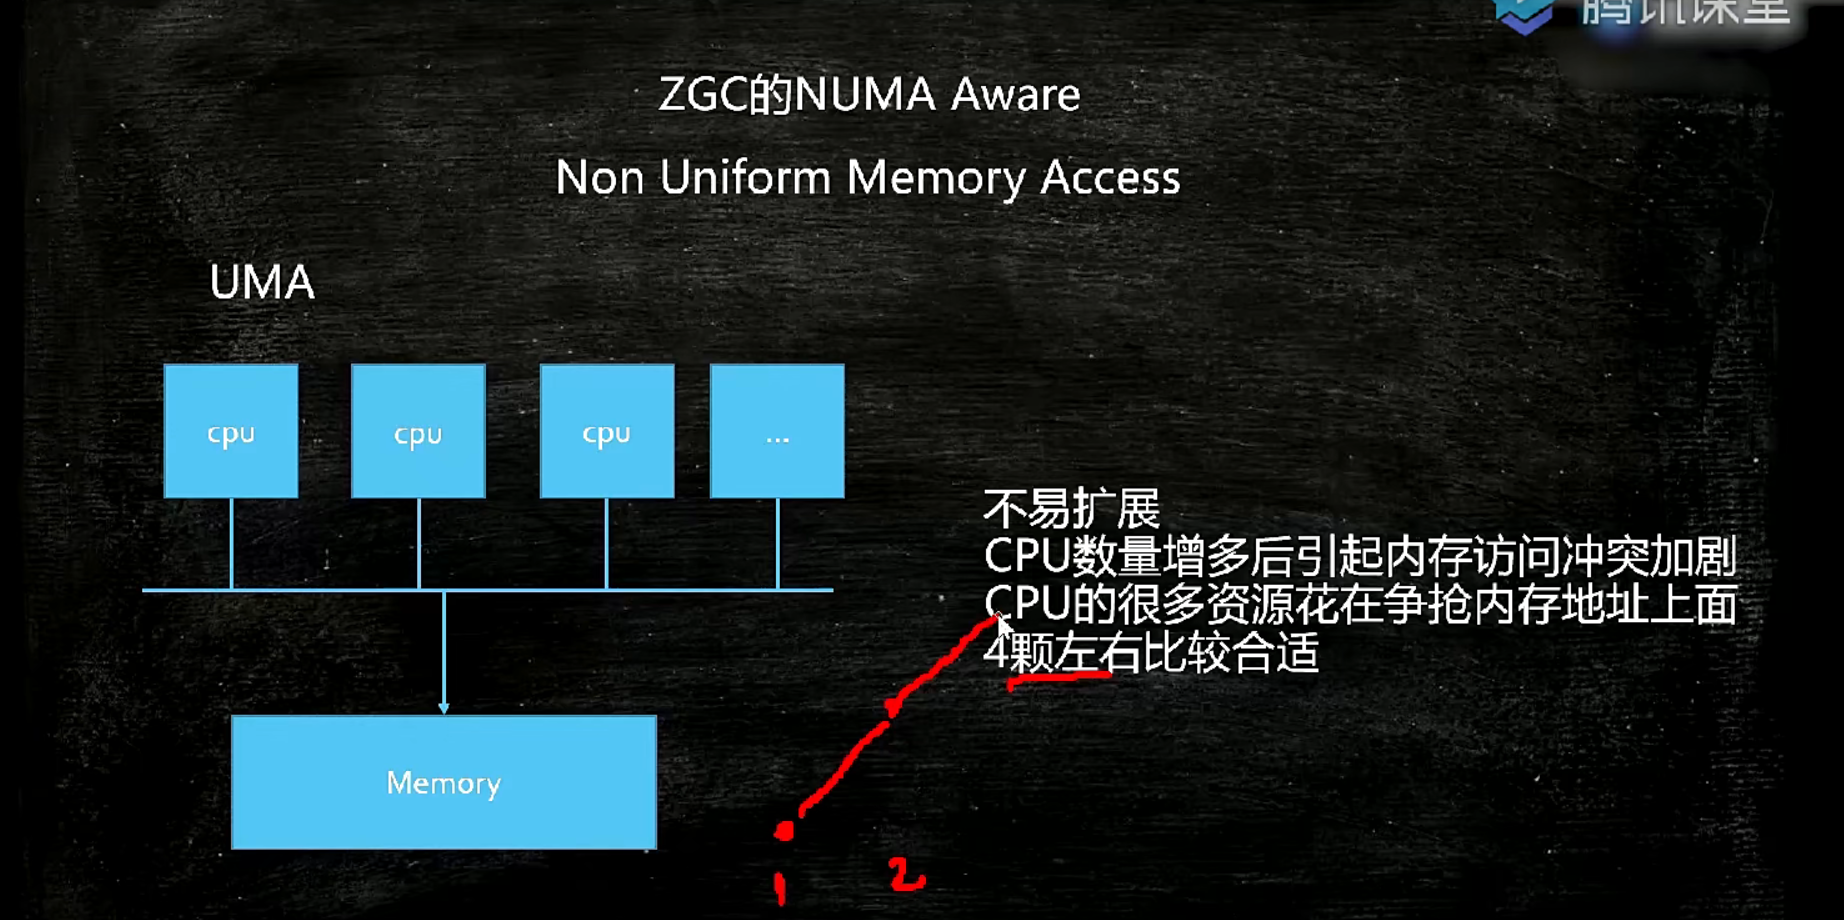 腾讯课堂
ZGC的NUMA Aware
Non Uniform Memory Access
UMA
cpu
cpu
cpu
...
不易扩展
CPU数量增多后引起内存访问冲突加剧
CPU的很多资源花在争抢内存地址上面
4颗左右比较合适
Memory
1
2